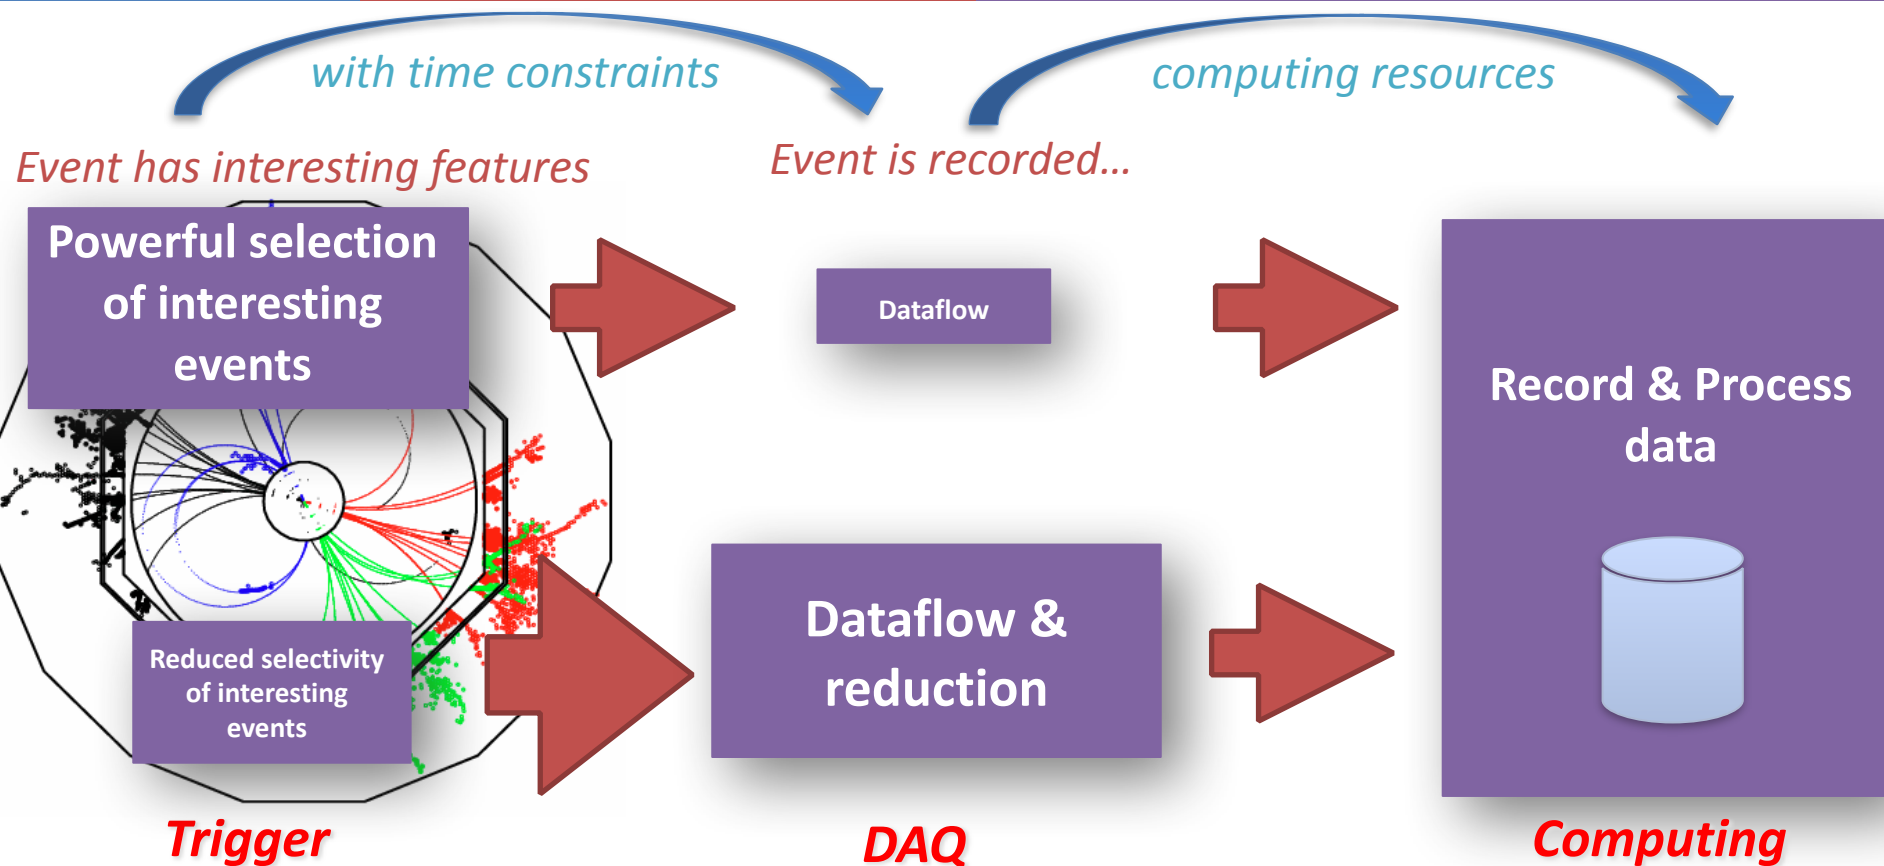 with time constraints
computing resources
Event has interesting features
Event is recorded...
Powerful selection
of interesting
events
Dataflow
Record & Process
data
Reduced selectivity
of interesting
events
Dataflow &
reduction
Trigger
DAQ
Computing